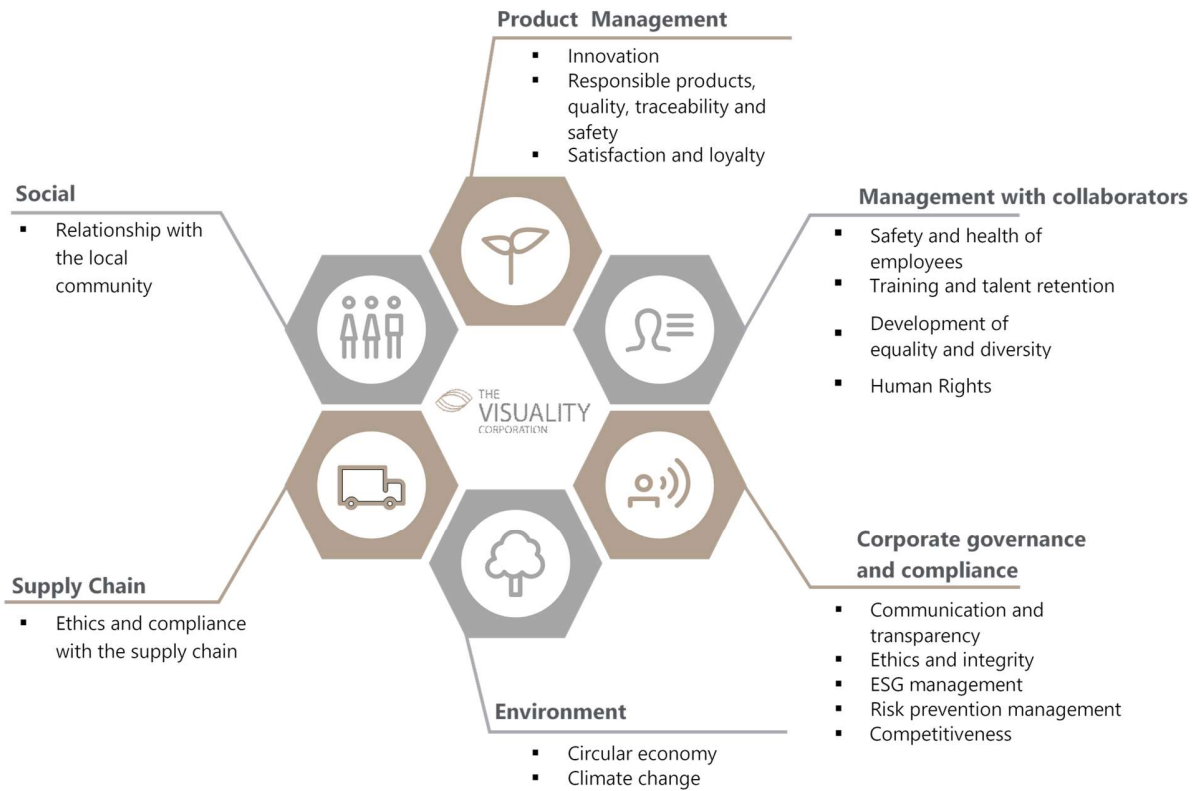 Product Management
▪ Innovation
▪ Responsible products,
quality, traceability and
safety
▪ Satisfaction and loyalty
Social
▪ Relationship with
the local
community
Management with collaborators
▪ Safety and health of
employees
▪ Training and talent retention
▪ Development of
equality and diversity
▪ Human Rights
THE
VISUALITY
CORPORATION
Supply Chain
▪ Ethics and compliance
with the supply chain
Corporate governance
and compliance
▪ Communication and
transparency
▪ Ethics and integrity
▪ ESG management
▪ Risk prevention management
▪ Competitiveness
Environment
▪ Circular economy
▪ Climate change